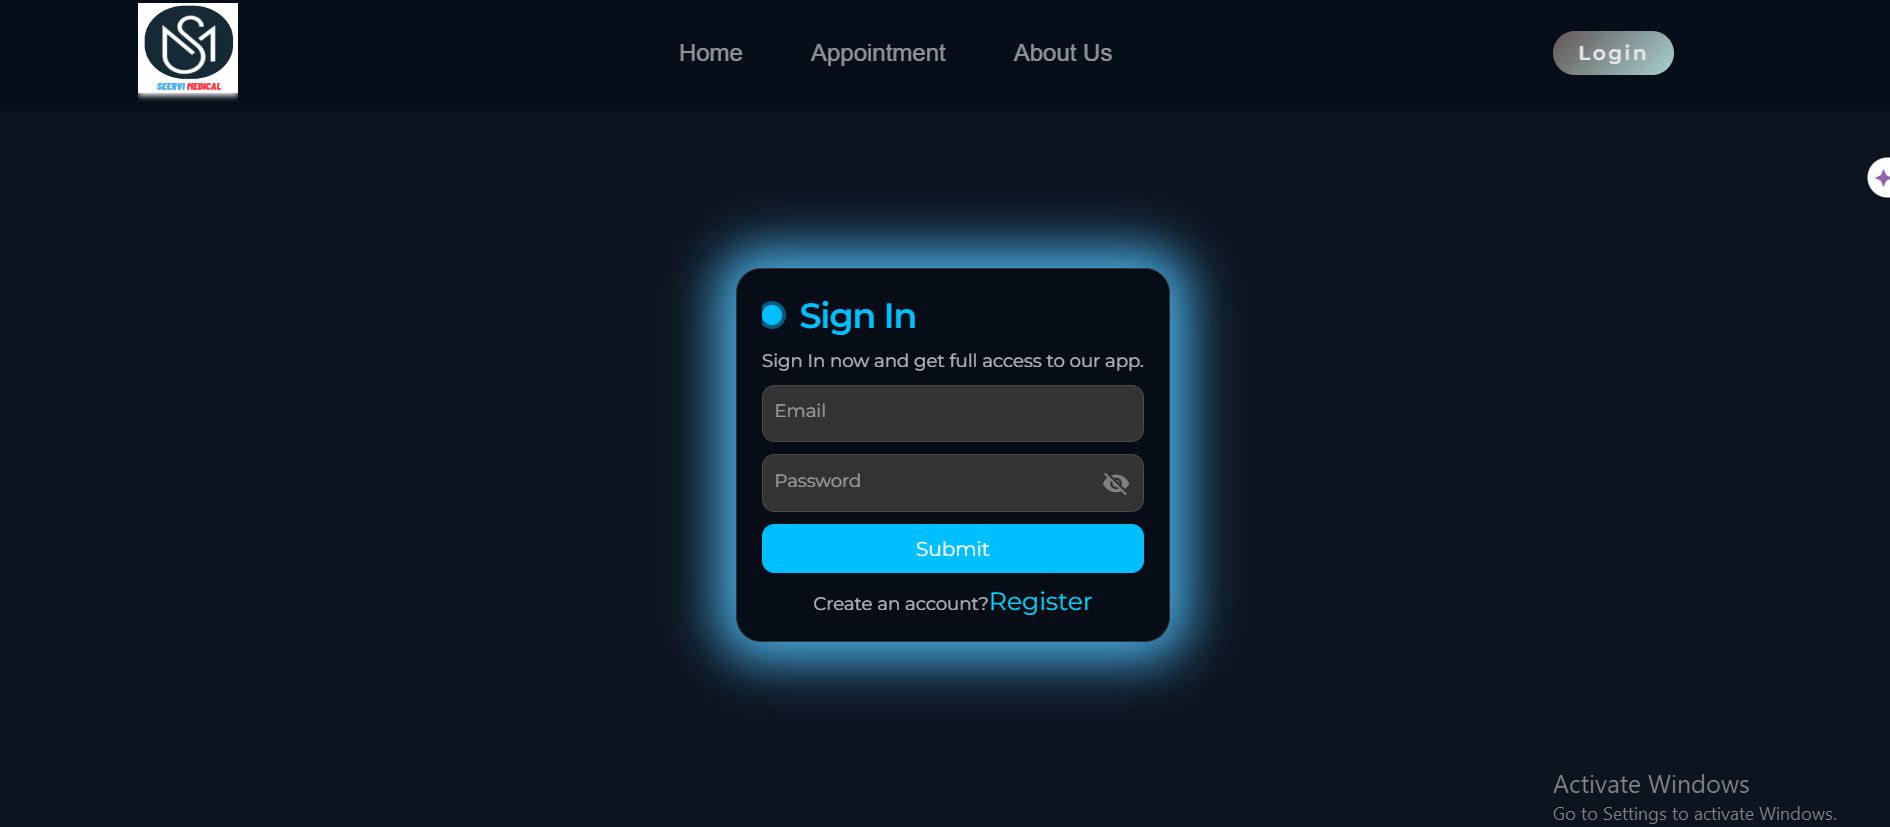 SEERVI MEDICAL
Home
Appointment
About Us
Login
Sign In
Sign In now and get full access to our app.
Email
Password
Submit
Create an account?Register
Activate Windows
Go to Settings to activate Windows.